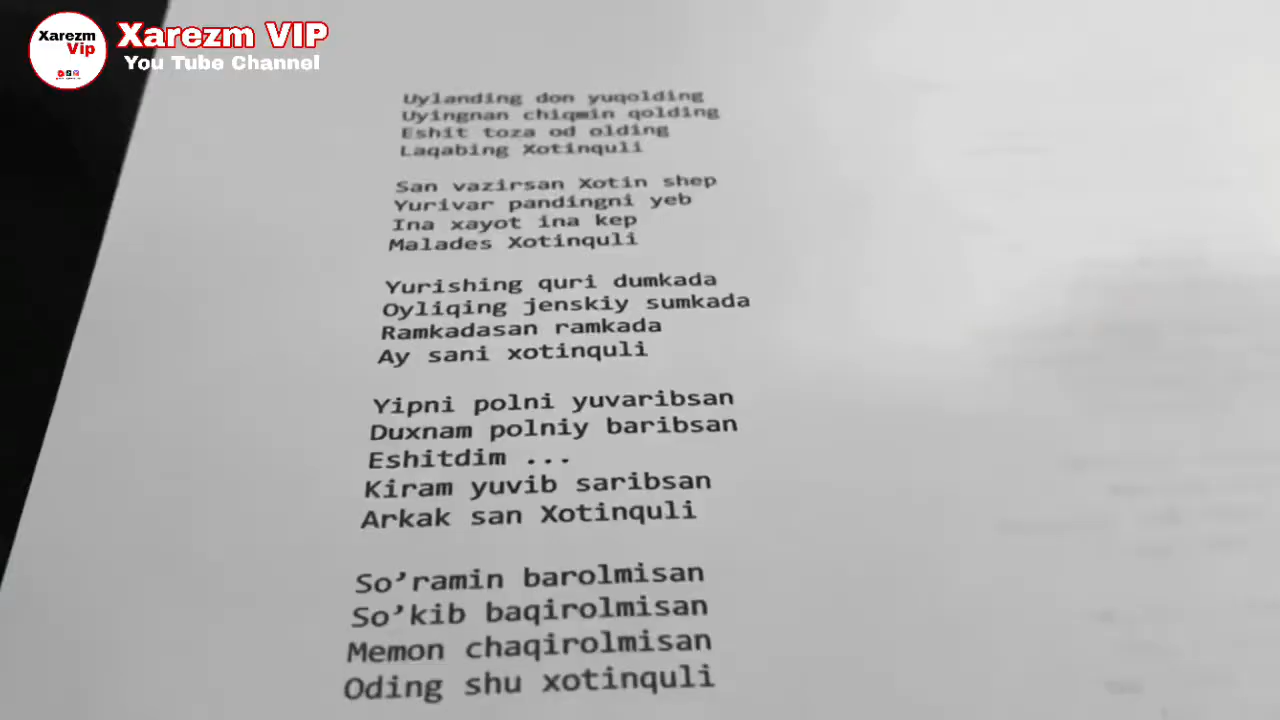 Xarezm
Vip
Xarezm VIP
You Tube Channel
Uylanding don yuqolding
Uyingnan chiqmin qolding
Eshit toza od olding
Laqabing Xotinquli
San vazirsan Xotin shep
Yurivar pandingni yeb
Ina xayot ina kep
Malades Xotinquli
Yurishing quri dumkada
Oyliqing jenskiy sumkada
Ramkadasan ramkada
Ay sani xotinquli
Yipni polni yuvaribsan
Duxnam polniy baribsan
Eshitdim ...
Kiram yuvib saribsan
Arkak san Xotinquli
So’ramin barolmisan
So’kib baqirolmisan
Memon chaqirolmisan
Oding shu xotinquli